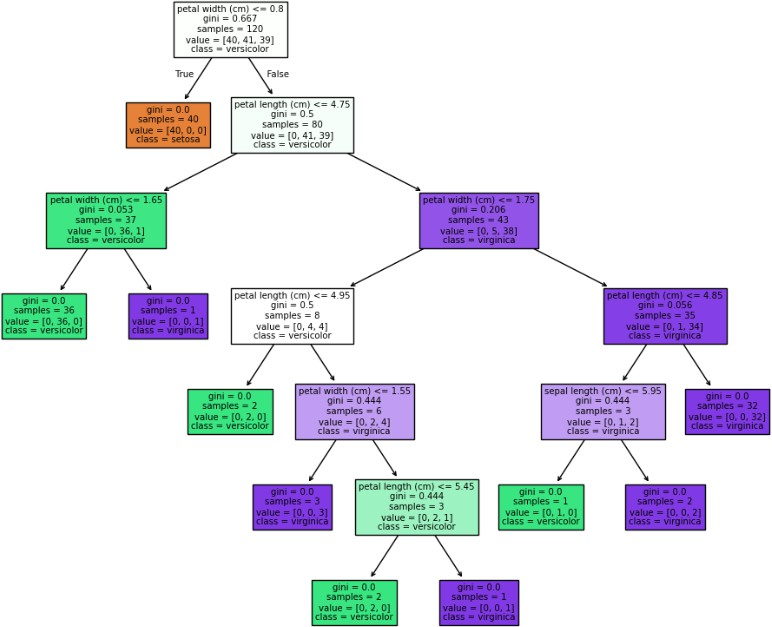 petal width (cm) <= 0.8
gini = 0.667
samples = 120
value = [40, 41, 39]
class = versicolor
True
False
gini = 0.0
samples = 40
value = [40, 0, 0]
class = setosa
petal length (cm) <= 4.75
gini = 0.5
samples = 80
value = [0, 41, 39]
class = versicolor
petal width (cm) <= 1.65
gini = 0.053
samples = 37
value = [0, 36, 1]
class = versicolor
petal width (cm) <= 1.75
gini = 0.206
samples = 43
value = [0, 5, 38]
class = virginica
gini = 0.0
samples = 36
value = [0, 36, 0]
class = versicolor
gini = 0.0
samples = 1
value = [0, 0, 1]
class = virginica
petal length (cm) <= 4.95
gini = 0.5
samples = 8
value = [0, 4, 4]
class = versicolor
petal length (cm) <= 4.85
gini = 0.056
samples = 35
value = [0, 1, 34]
class = virginica
gini = 0.0
samples = 2
value = [0, 2, 0]
class = versicolor
petal width (cm) <= 1.55
gini = 0.444
samples = 6
value = [0, 2, 4]
class = virginica
sepal length (cm) <= 5.95
gini = 0.444
samples = 3
value = [0, 1, 2]
class = virginica
gini = 0.0
samples = 32
value = [0, 0, 32]
class = virginica
gini = 0.0
samples = 3
value = [0, 0, 3]
class = virginica
petal length (cm) <= 5.45
gini = 0.444
samples = 3
value = [0, 2, 1]
class = versicolor
gini = 0.0
samples = 1
value = [0, 1, 0]
class = versicolor
gini = 0.0
samples = 2
value = [0, 0, 2]
class = virginica
gini = 0.0
samples = 2
value = [0, 2, 0]
class = versicolor
gini = 0.0
samples = 1
value = [0, 0, 1]
class = virginica